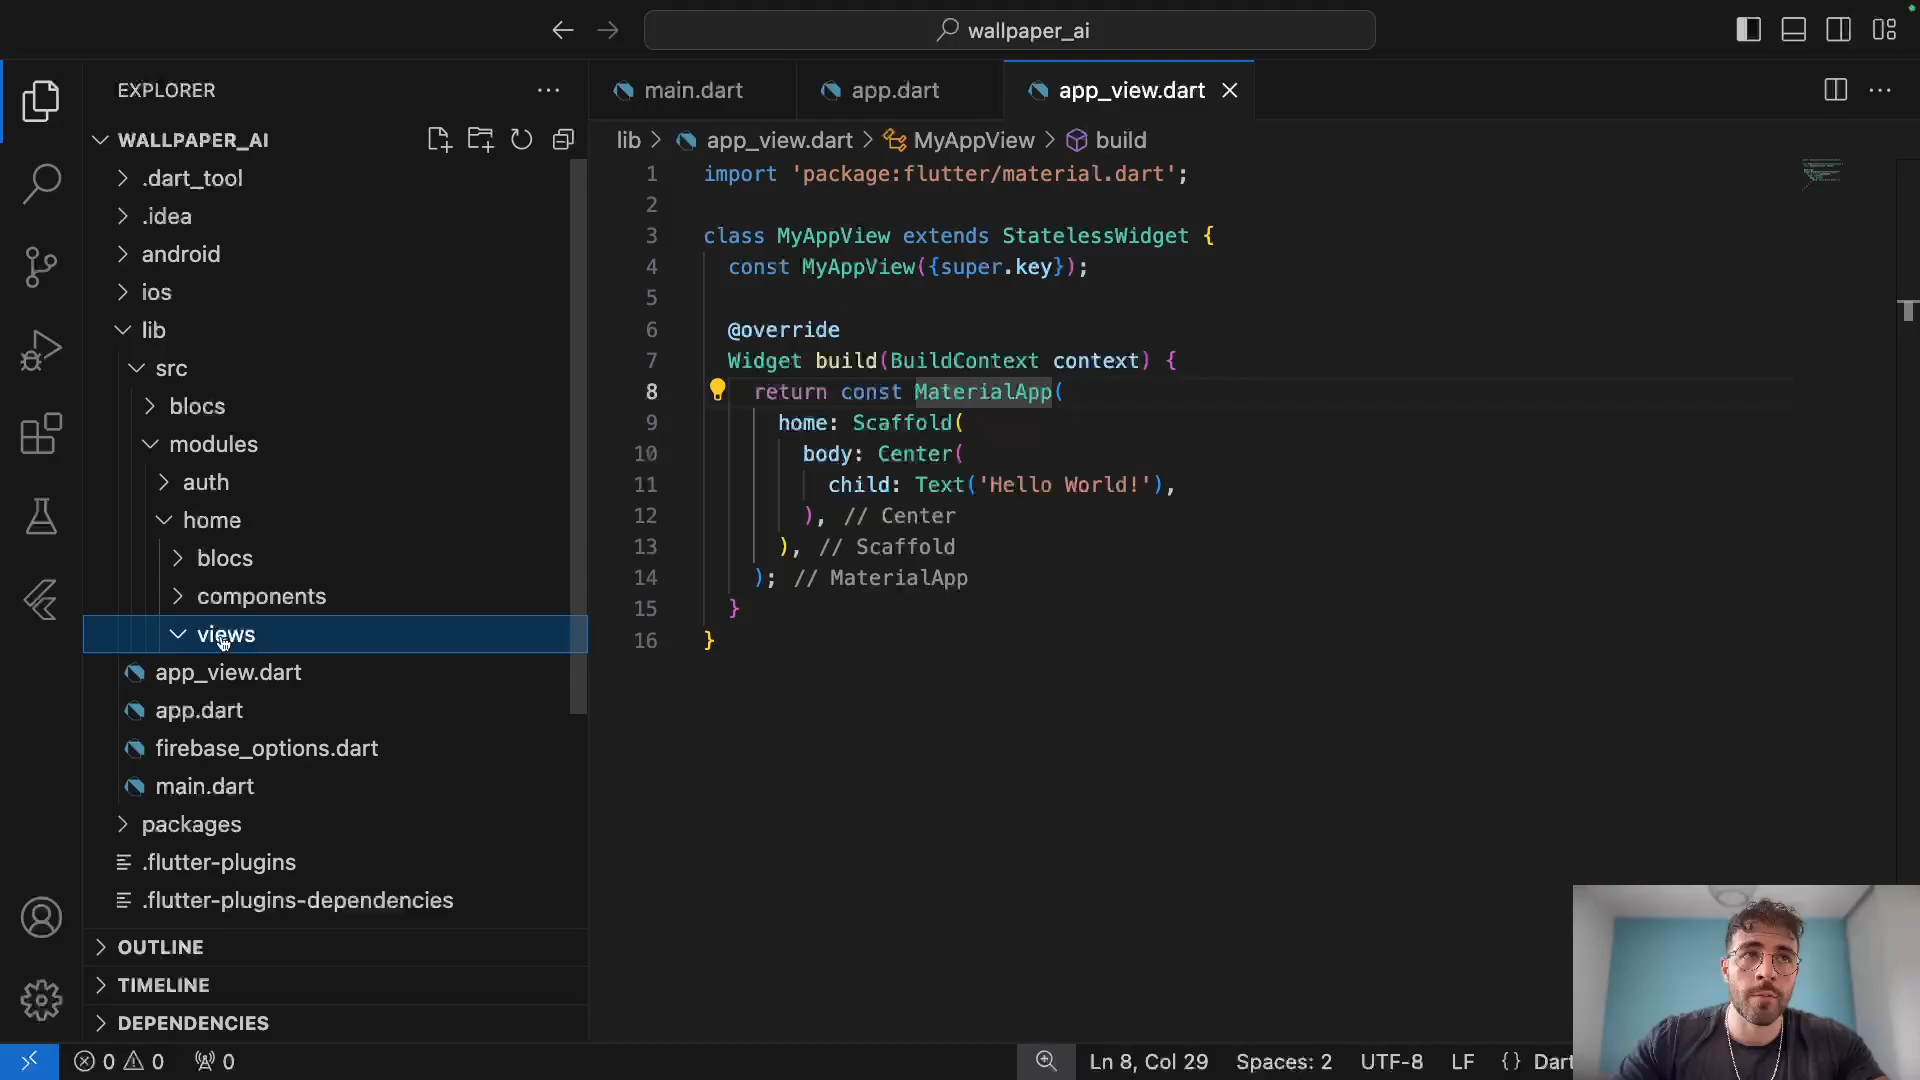 wallpaper_ai
EXPLORER
WALLPAPER_AI
.dart_tool
.idea
android
ios
lib
src
blocs
modules
auth
home
blocs
components
views
app_view.dart
app.dart
firebase_options.dart
main.dart
packages
.flutter-plugins
.flutter-plugins-dependencies
OUTLINE
TIMELINE
DEPENDENCIES
main.dart app.dart app_view.dart
lib > app_view.dart > MyAppView > build
1 import 'package:flutter/material.dart';
2
3 class MyAppView extends StatelessWidget {
4 const MyAppView({super.key});
5
6 @override
7 Widget build(BuildContext context) {
8 return const MaterialApp(
9 home: Scaffold(
10 body: Center(
11 child: Text('Hello World!'),
12 ), // Center
13 ), // Scaffold
14 ); // MaterialApp
15 }
16 }
0 0 0 Ln 8, Col 29 Spaces: 2 UTF-8 LF {} Dart